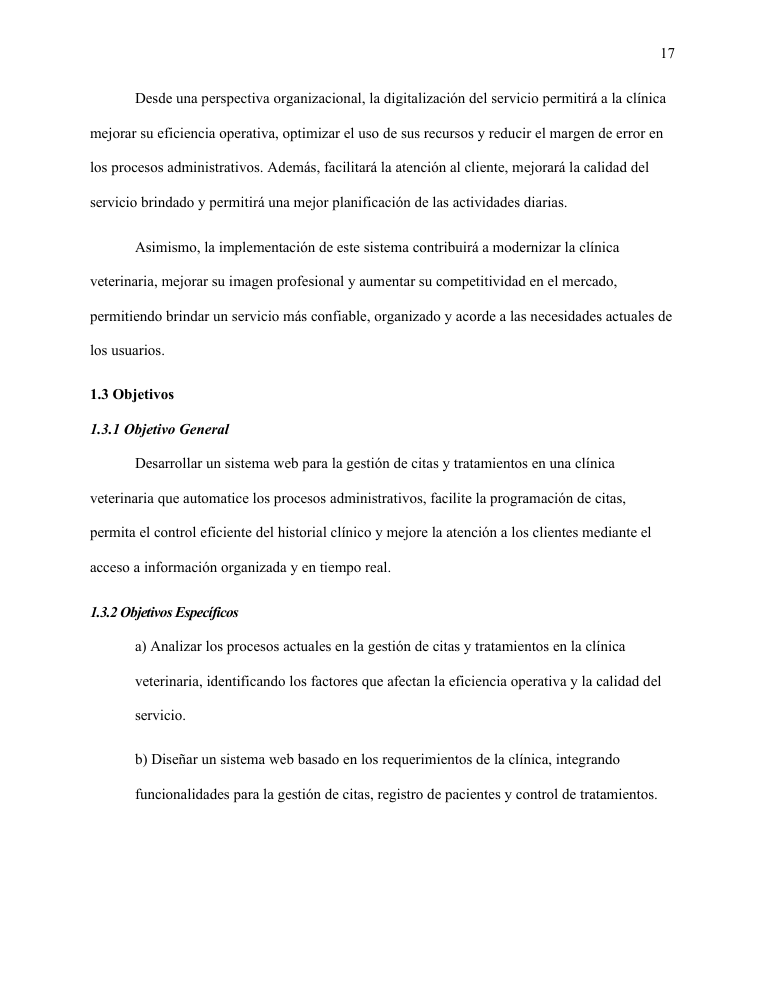 17
Desde una perspectiva organizacional, la digitalización del servicio permitirá a la clínica
mejorar su eficiencia operativa, optimizar el uso de sus recursos y reducir el margen de error en
los procesos administrativos. Además, facilitará la atención al cliente, mejorará la calidad del
servicio brindado y permitirá una mejor planificación de las actividades diarias.
Asimismo, la implementación de este sistema contribuirá a modernizar la clínica
veterinaria, mejorar su imagen profesional y aumentar su competitividad en el mercado,
permitiendo brindar un servicio más confiable, organizado y acorde a las necesidades actuales de
los usuarios.
1.3 Objetivos
1.3.1 Objetivo General
Desarrollar un sistema web para la gestión de citas y tratamientos en una clínica
veterinaria que automatice los procesos administrativos, facilite la programación de citas,
permita el control eficiente del historial clínico y mejore la atención a los clientes mediante el
acceso a información organizada y en tiempo real.
1.3.2 Objetivos Específicos
a) Analizar los procesos actuales en la gestión de citas y tratamientos en la clínica
veterinaria, identificando los factores que afectan la eficiencia operativa y la calidad del
servicio.
b) Diseñar un sistema web basado en los requerimientos de la clínica, integrando
funcionalidades para la gestión de citas, registro de pacientes y control de tratamientos.